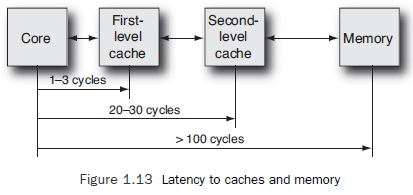 Core
First-
level
cache
Second-
level
cache
Memory
1–3 cycles
20–30 cycles
> 100 cycles
Figure 1.13 Latency to caches and memory